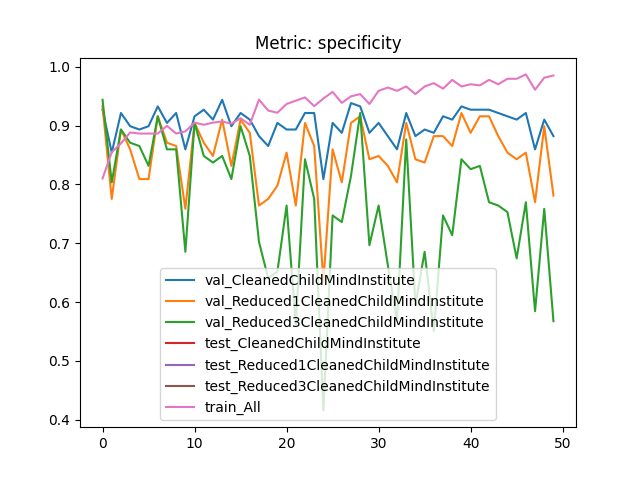 Metric: specificity
1.0
0.9
0.8
0.7
0.6
0.5
0.4
val_CleanedChildMindInstitute
val_Reduced1CleanedChildMindInstitute
val_Reduced3CleanedChildMindInstitute
test_CleanedChildMindInstitute
test_Reduced1CleanedChildMindInstitute
test_Reduced3CleanedChildMindInstitute
train_All
0 10 20 30 40 50